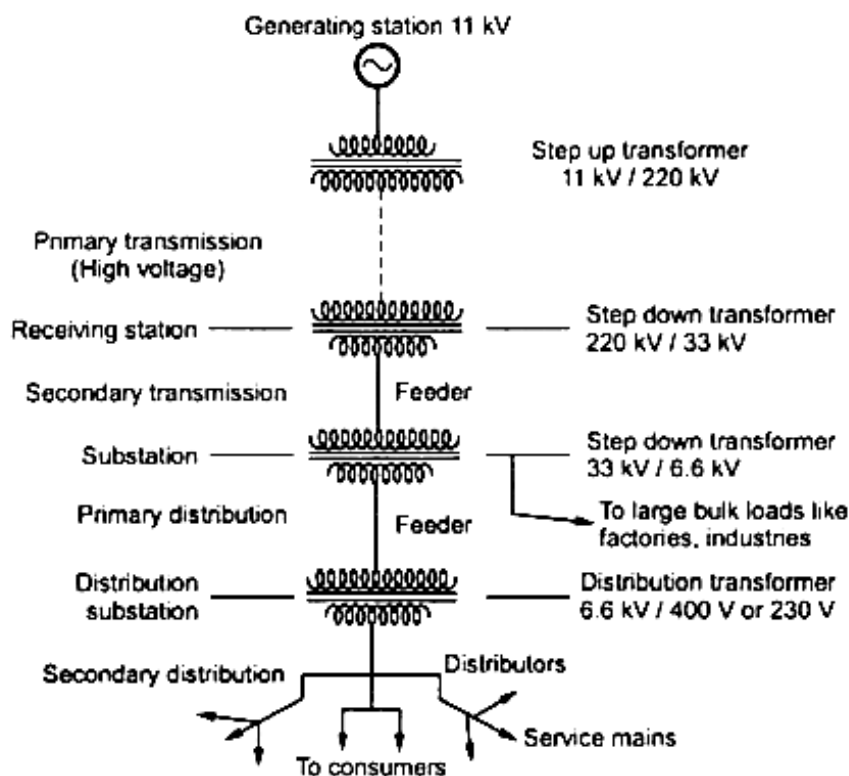 Generating station 11 kV
Step up transformer
11 kV / 220 kV
Primary transmission
(High voltage)
Receiving station
Step down transformer
220 kV / 33 kV
Secondary transmission
Feeder
Substation
Step down transformer
33 kV / 6.6 kV
Primary distribution
Feeder
To large bulk loads like
factories, industries
Distribution
substation
Distribution transformer
6.6 kV / 400 V or 230 V
Secondary distribution
Distributors
Service mains
To consumers